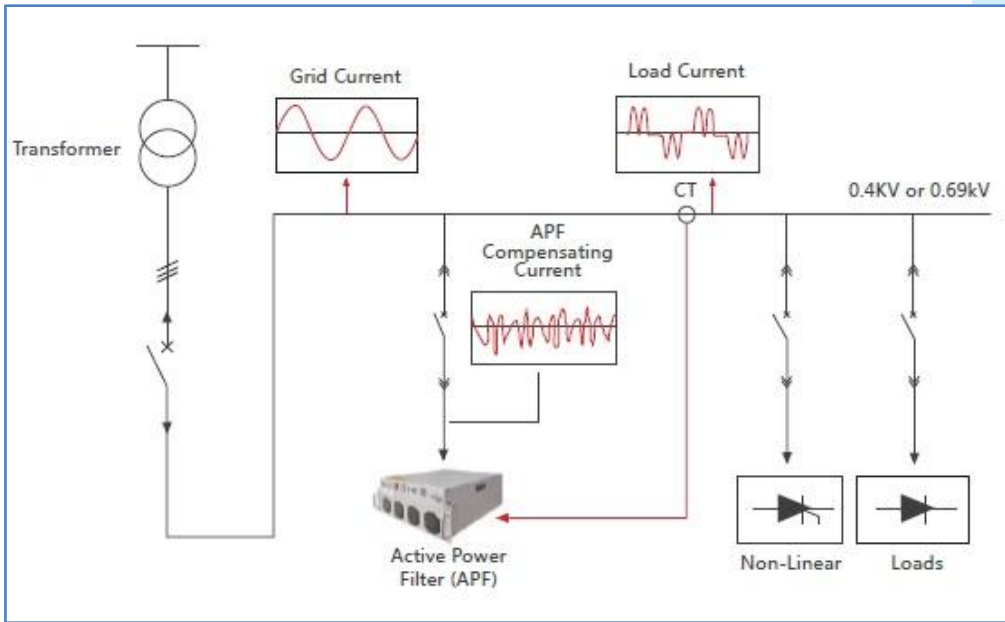 Grid Current
Load Current
Transformer
CT
0.4KV or 0.69kV
APF
Compensating
Current
Active Power
Filter (APF)
Non-Linear
Loads